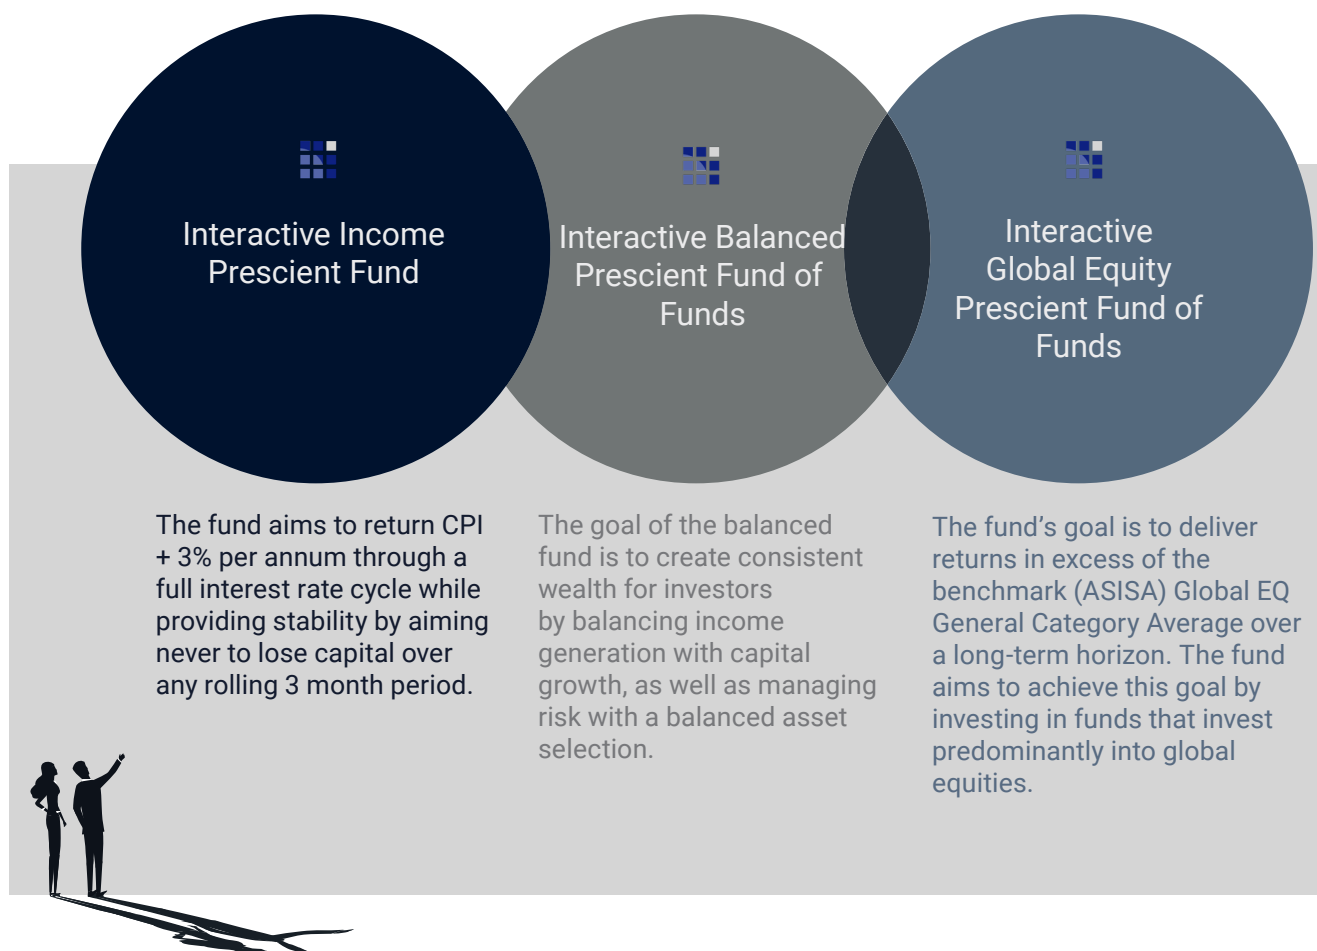 Interactive Income
Prescient Fund
Interactive Balanced
Prescient Fund of
Funds
Interactive
Global Equity
Prescient Fund of
Funds
The fund aims to return CPI
+ 3% per annum through a
full interest rate cycle while
providing stability by aiming
never to lose capital over
any rolling 3 month period.
The goal of the balanced
fund is to create consistent
wealth for investors
by balancing income
generation with capital
growth, as well as managing
risk with a balanced asset
selection.
The fund’s goal is to deliver
returns in excess of the
benchmark (ASISA) Global EQ
General Category Average over
a long-term horizon. The fund
aims to achieve this goal by
investing in funds that invest
predominantly into global
equities.